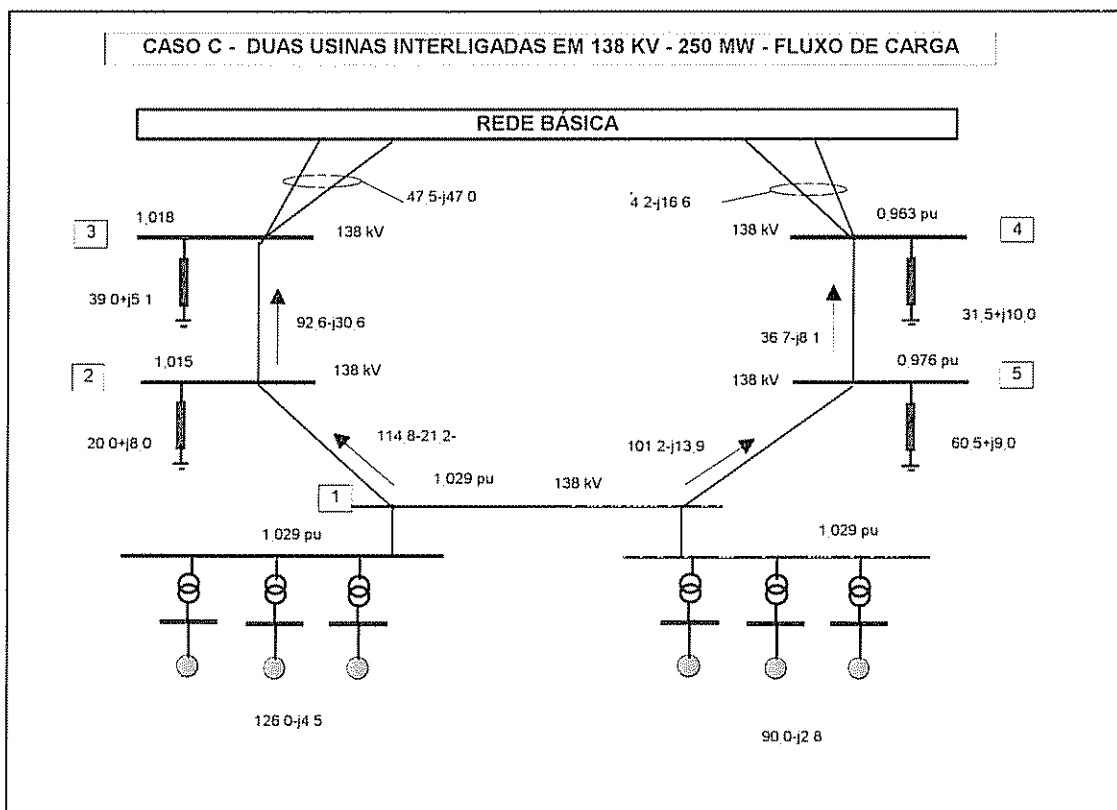 CASO C - DUAS USINAS INTERLIGADAS EM 138 KV - 250 MW - FLUXO DE CARGA
REDE BÁSICA
47,5-j47 0
4 2-j16 6
1,018
0,963 pu
3
138 kV
138 kV
4
39 0+j5 1
92 6-j30,6
36 7-j8 1
31,5+j10,0
1,015
0,976 pu
2
138 kV
138 kV
5
20 0+j8,0
114,8-21,2-
101 2-j13,9
60,5+j9,0
1,029 pu
138 kV
1
1,029 pu
1,029 pu
126 0-j4 5
90,0-j2 8